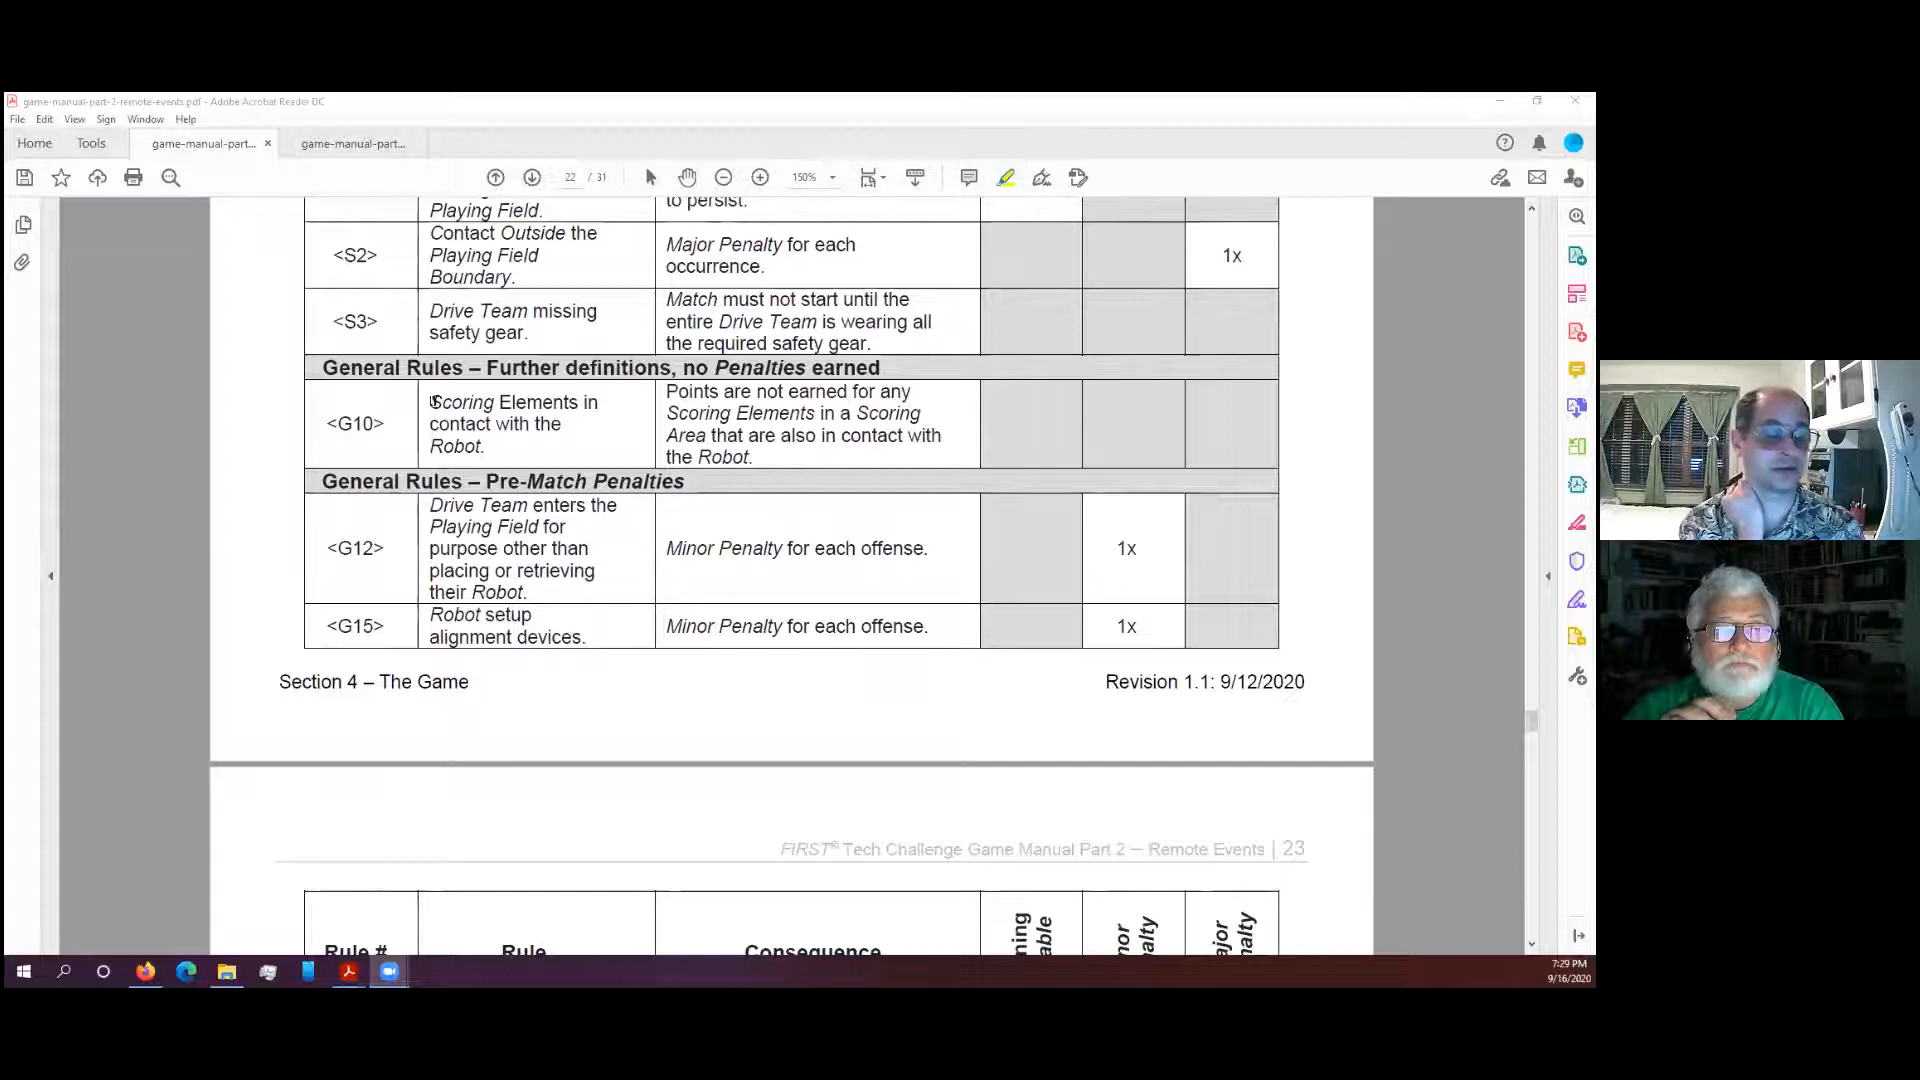 game-manual-part-2-remote-events.pdf - Adobe Acrobat Reader DC
File Edit View Sign Window Help
Home Tools game-manual-part... × game-manual-part...
22 / 31 150%
Playing Field. to persist.
<S2>
Contact Outside the
Playing Field
Boundary.
Major Penalty for each
occurrence.
1x
<S3>
Drive Team missing
safety gear.
Match must not start until the
entire Drive Team is wearing all
the required safety gear.
General Rules – Further definitions, no Penalties earned
<G10>
Scoring Elements in
contact with the
Robot.
Points are not earned for any
Scoring Elements in a Scoring
Area that are also in contact with
the Robot.
General Rules – Pre-Match Penalties
<G12>
Drive Team enters the
Playing Field for
purpose other than
placing or retrieving
their Robot.
Minor Penalty for each offense.
1x
<G15>
Robot setup
alignment devices.
Minor Penalty for each offense.
1x
Section 4 – The Game Revision 1.1: 9/12/2020
FIRST® Tech Challenge Game Manual Part 2 – Remote Events | 23
Rule # Rule Consequence
7:29 PM
9/16/2020